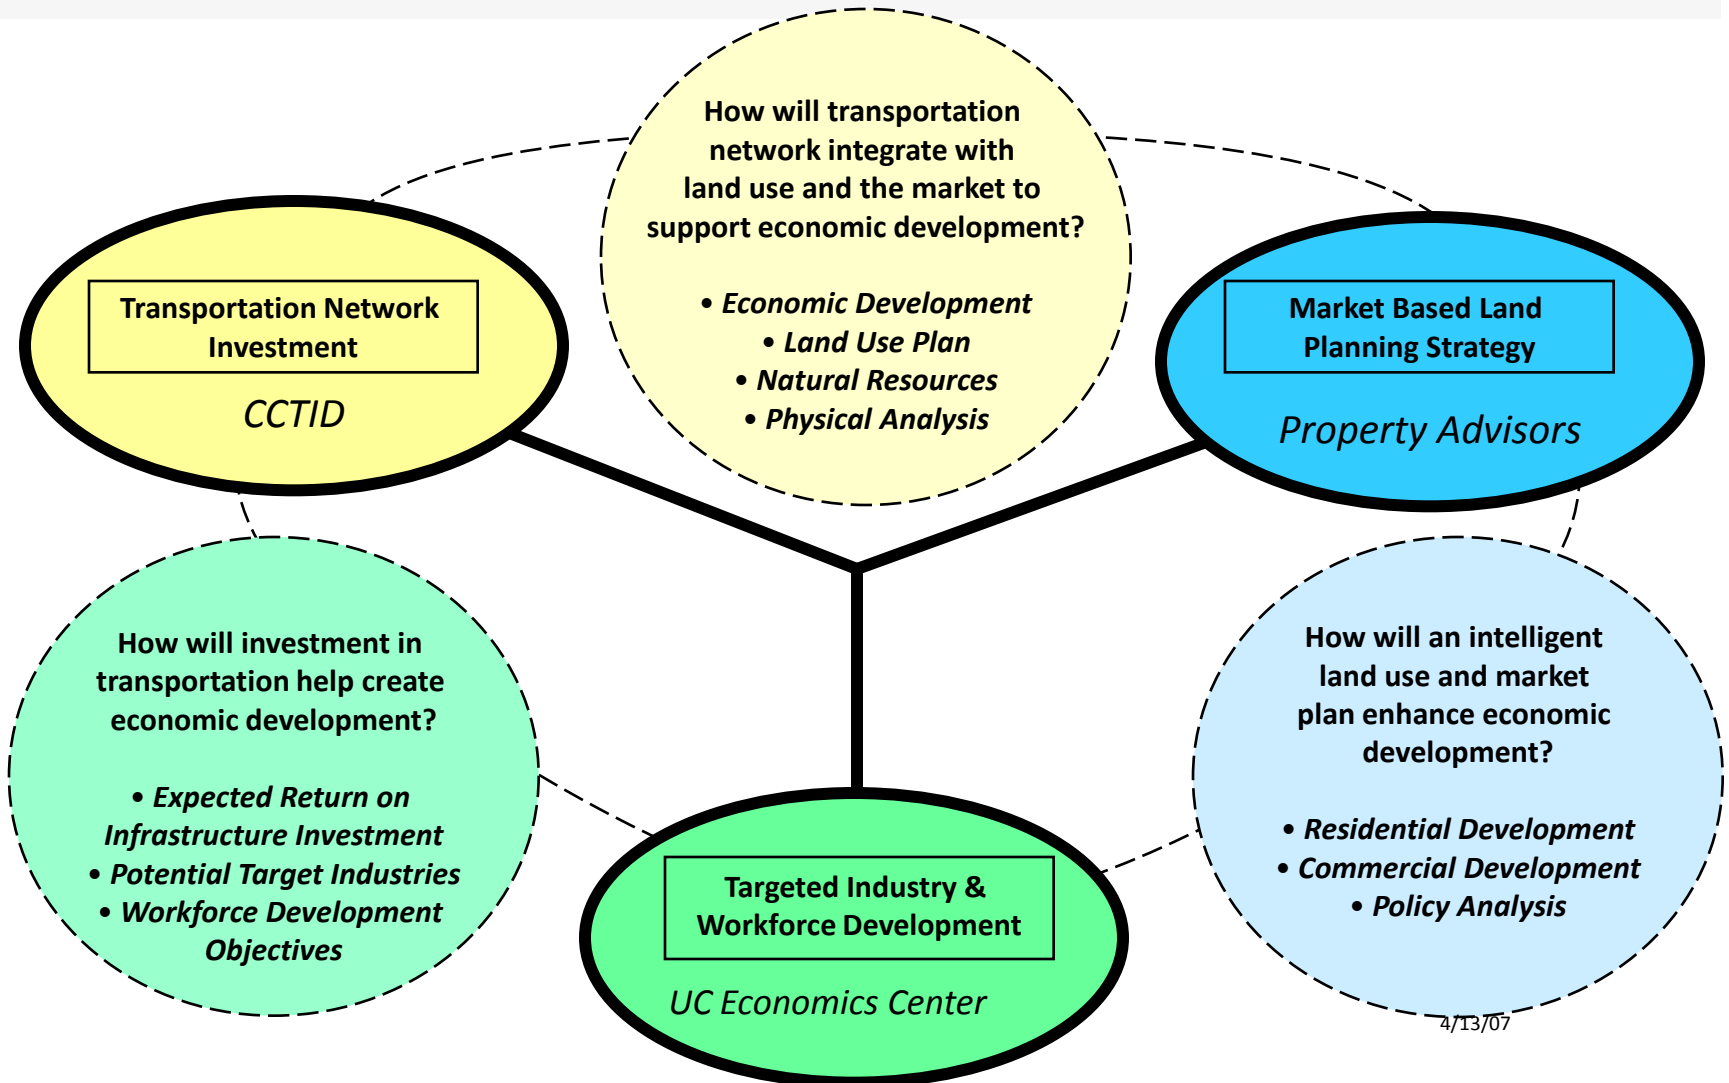 How will transportation
network integrate with
land use and the market to
support economic development?
• Economic Development
• Land Use Plan
• Natural Resources
• Physical Analysis
Transportation Network
Investment
CCTID
Market Based Land
Planning Strategy
Property Advisors
How will investment in
transportation help create
economic development?
• Expected Return on
Infrastructure Investment
• Potential Target Industries
• Workforce Development
Objectives
Targeted Industry &
Workforce Development
UC Economics Center
How will an intelligent
land use and market
plan enhance economic
development?
• Residential Development
• Commercial Development
• Policy Analysis
4/13/07